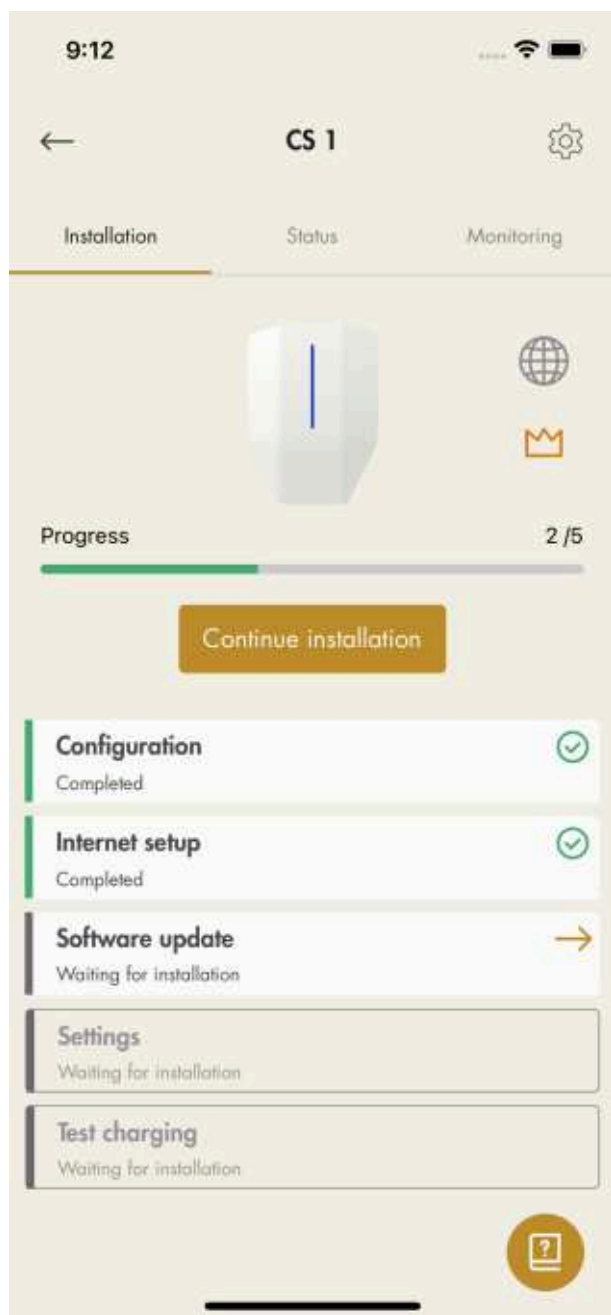 9:12
CS 1
Installation Status Monitoring
Progress 2 /5
Continue installation
Configuration
Completed
Internet setup
Completed
Software update
Waiting for installation
Settings
Waiting for installation
Test charging
Waiting for installation
?